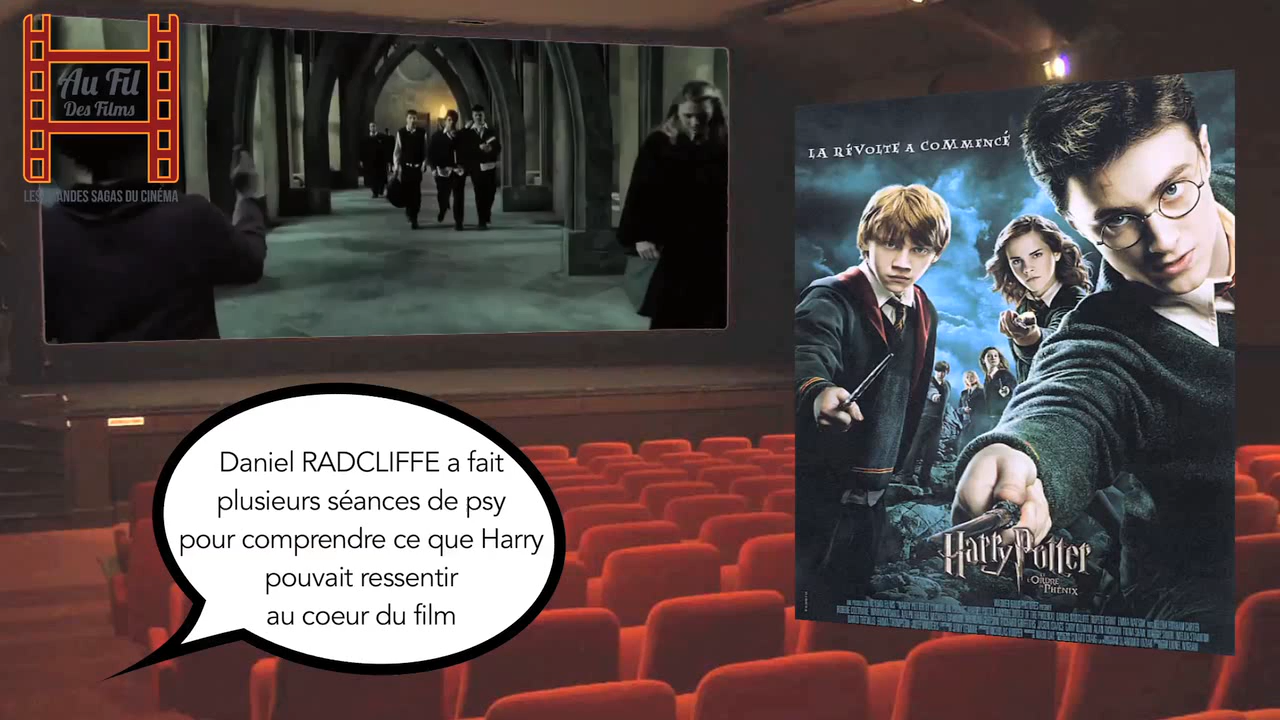 Au Fil
Des Films
LES GRANDES SAGAS DU CINÉMA
LA RÉVOLTE A COMMENCÉ
Daniel RADCLIFFE a fait
plusieurs séances de psy
pour comprendre ce que Harry
pouvait ressentir
au coeur du film
Harry Potter
ET L'ORDRE
DU PHÉNIX